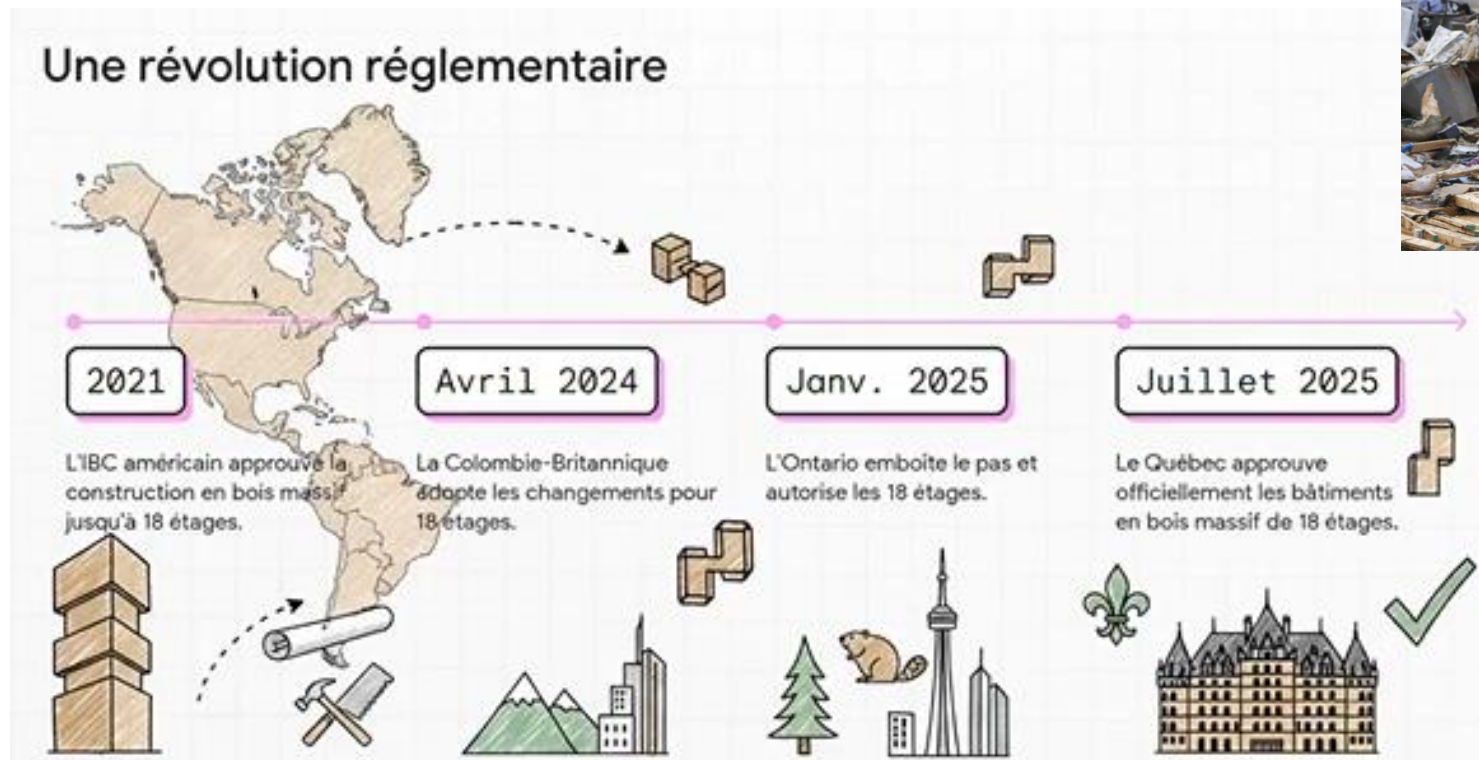 Une révolution réglementaire
2021
L'IBC américain approuve la
construction en bois massif
jusqu'à 18 étages.
Avril 2024
La Colombie-Britannique
adopte les changements pour
18 étages.
Janv. 2025
L'Ontario emboîte le pas et
autorise les 18 étages.
Juillet 2025
Le Québec approuve
officiellement les bâtiments
en bois massif de 18 étages.